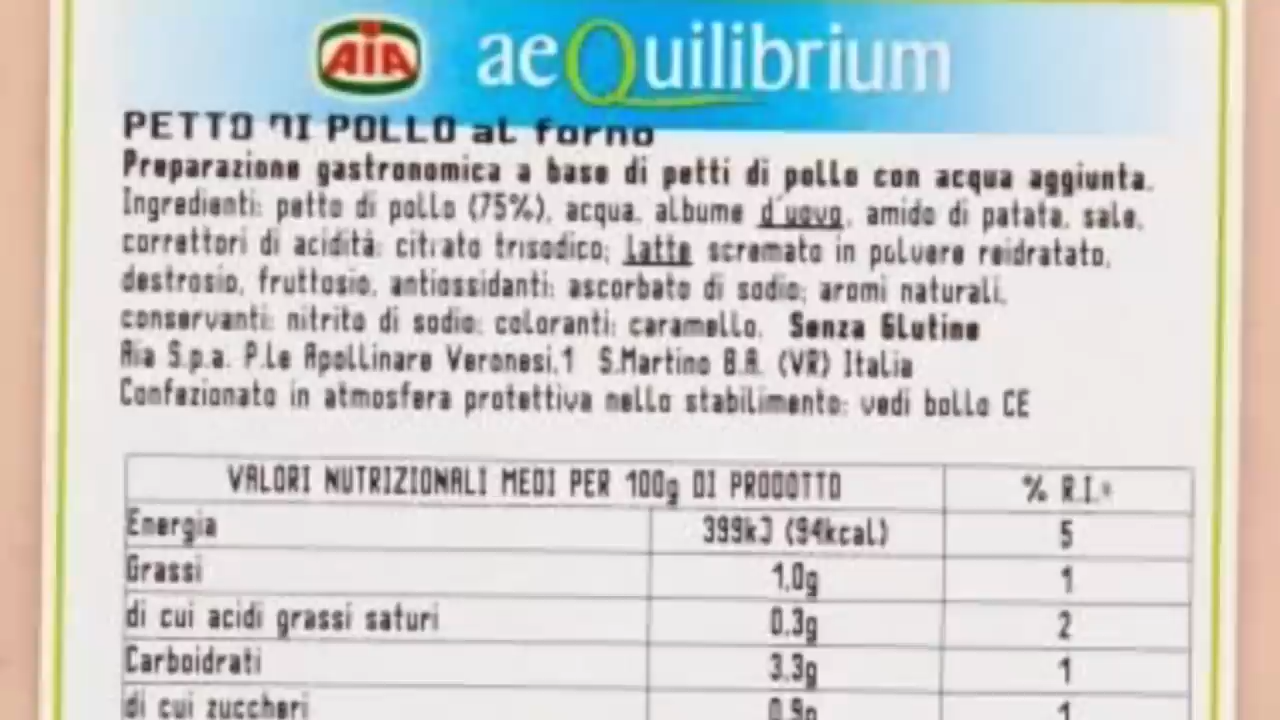 AIA aeQuilibrium
PETTO DI POLLO al forno
Preparazione gastronomica a base di petti di pollo con acqua aggiunta.
Ingredienti: petto di pollo (75%), acqua, albume d'uovo, amido di patata, sale,
correttori di acidità: citrato trisodico; Latte scremato in polvere reidratato,
destrosio, fruttosio, antiossidanti: ascorbato di sodio; aromi naturali,
conservanti: nitrito di sodio; coloranti: caramello. Senza Glutine
Aia S.p.a. P.Le Apollinare Veronesi,1 S.Martino B.A. (VR) Italia
Confezionato in atmosfera protettiva nello stabilimento: vedi bollo CE
VALORI NUTRIZIONALI MEDI PER 100g DI PRODOTTO % R.I.*
Energia 399kJ (94kcal) 5
Grassi 1.0g 1
di cui acidi grassi saturi 0.3g 2
Carboidrati 3.3g 1
di cui zuccheri 0.9g 1